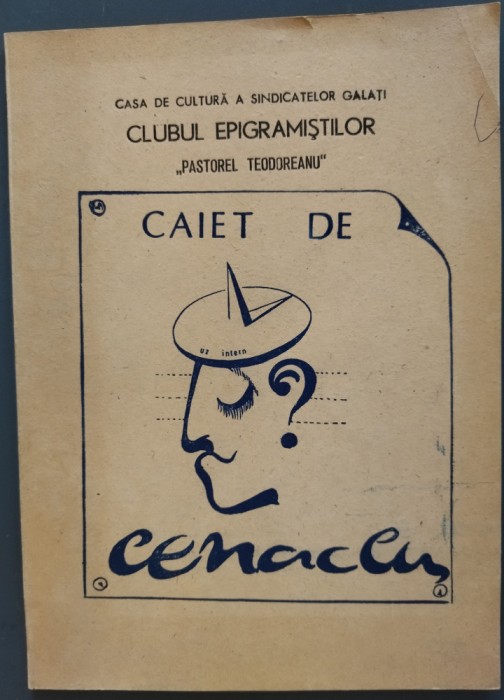 CASA DE CULTURĂ A SINDICATELOR GALAȚI
CLUBUL EPIGRAMIȘTILOR
„PASTOREL TEODOREANU"
CAIET DE
uz intern
cenaclu